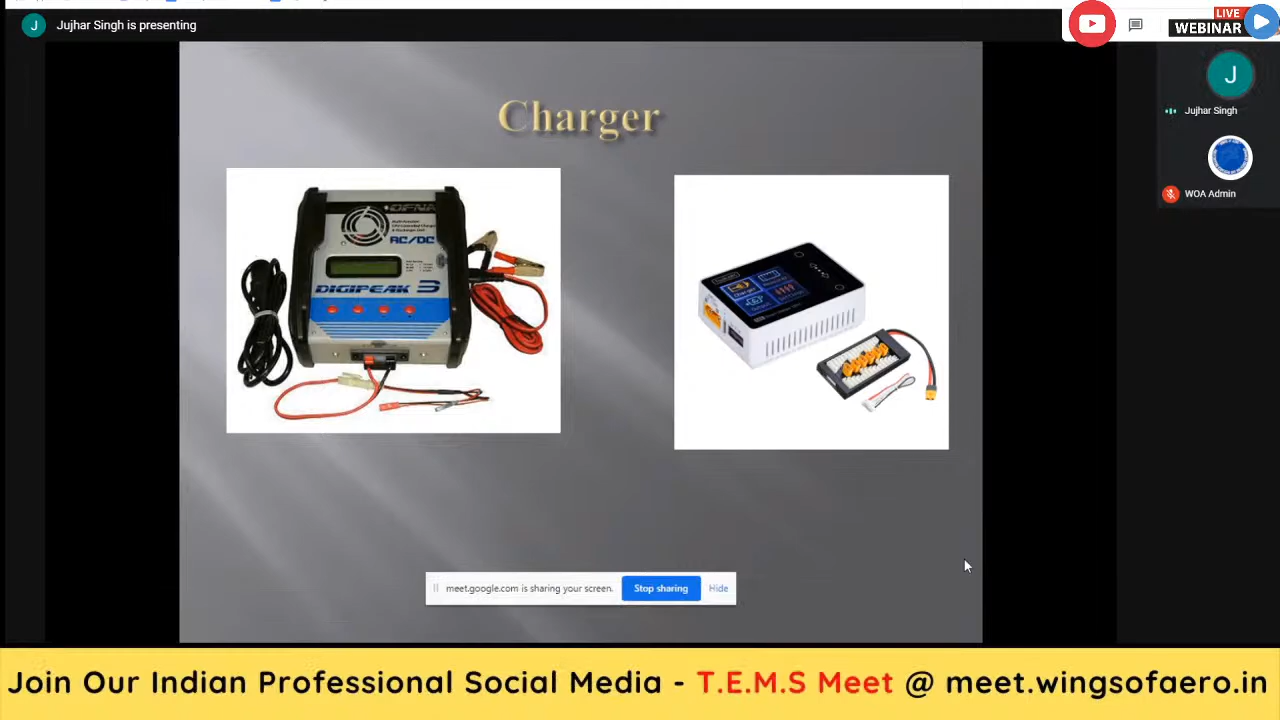 J
Jujhar Singh is presenting
LIVE
WEBINAR
J
Jujhar Singh
WOA Admin
Charger
OFNA
AC/DC
DIGIPEAK 3
meet.google.com is sharing your screen.
Stop sharing
Hide
Join Our Indian Professional Social Media - T.E.M.S Meet @ meet.wingsofaero.in